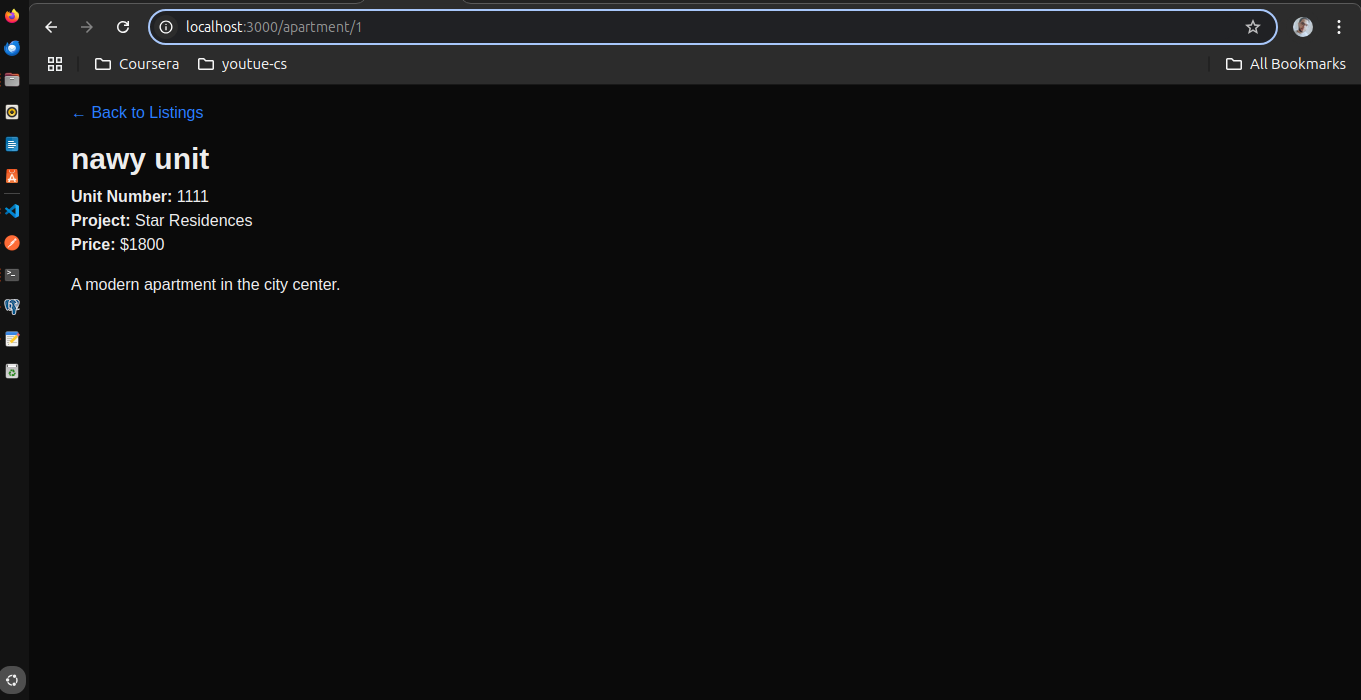 localhost:3000/apartment/1
Coursera youtue-cs All Bookmarks
← Back to Listings
nawy unit
Unit Number: 1111
Project: Star Residences
Price: $1800
A modern apartment in the city center.